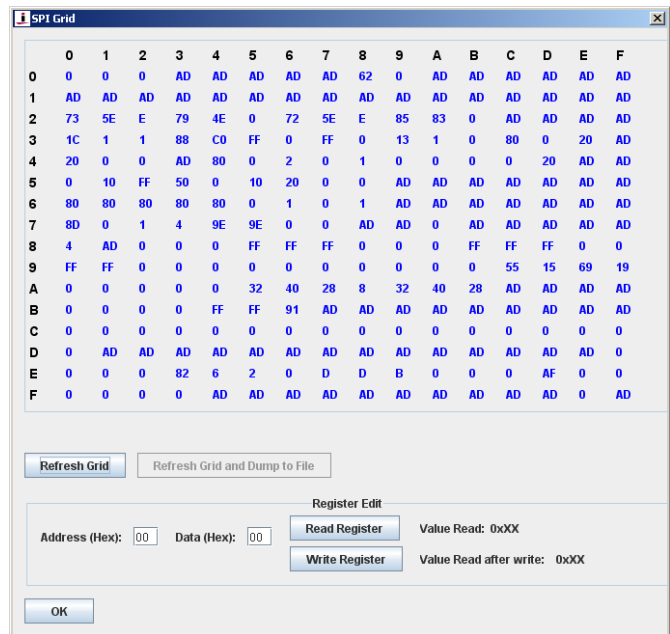 SPI Grid
0 1 2 3 4 5 6 7 8 9 A B C D E F
0 0 0 0 AD AD AD AD AD 62 0 AD AD AD AD AD AD
1 AD AD AD AD AD AD AD AD AD AD AD AD AD AD AD AD
2 73 5E E 79 4E 0 72 5E E 85 83 0 0 0 AD AD
3 1C 1 1 88 C0 FF 0 FF 0 13 1 0 80 0 20 AD
4 20 0 0 AD 80 0 2 0 1 0 0 0 0 20 AD AD
5 0 10 FF 50 0 10 20 0 0 AD AD AD AD AD AD AD
6 80 80 80 80 80 0 1 0 1 AD AD AD AD AD AD AD
7 8D 0 1 4 9E 9E 0 0 AD AD 0 AD AD AD AD AD
8 4 AD 0 0 0 FF FF FF 0 0 0 FF FF FF 0 0
9 FF FF 0 0 0 0 0 0 0 0 0 0 55 15 69 19
A 0 0 0 0 0 32 40 28 8 32 40 28 AD AD AD AD
B 0 0 0 0 FF FF 91 AD AD AD AD AD AD AD AD AD
C 0 0 0 0 0 0 0 0 0 0 0 0 0 0 0 0
D 0 AD AD AD AD AD AD AD AD AD AD AD AD AD AD 0
E 0 0 0 82 6 2 0 D D B 0 0 0 AF 0 0
F 0 0 0 0 AD AD AD AD AD AD AD AD AD AD 0 AD
Refresh Grid Refresh Grid and Dump to File
Register Edit
Address (Hex): 00 Data (Hex): 00 Read Register Value Read: 0xXX
Write Register Value Read after write: 0xXX
OK